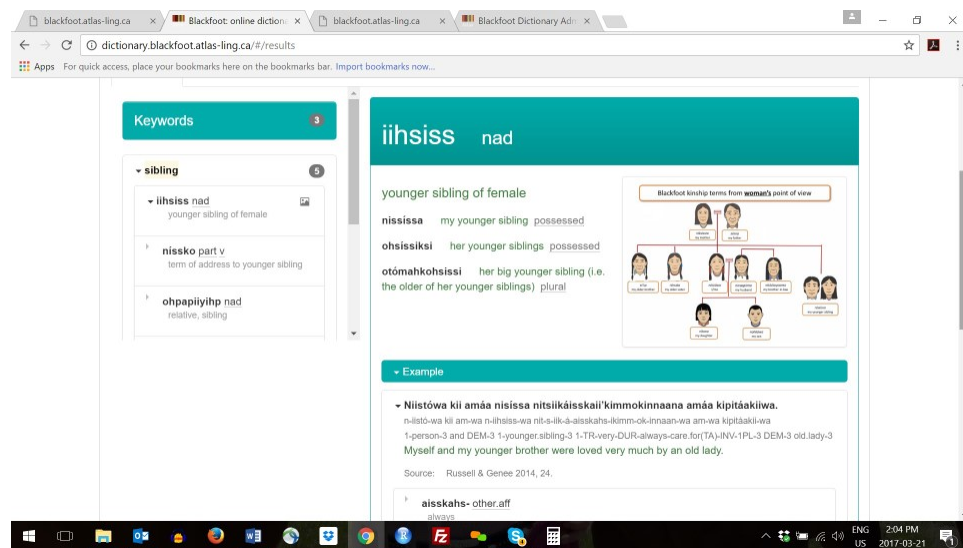 blackfoot.atlas-ling.ca
Blackfoot: online dictiona
blackfoot.atlas-ling.ca
Blackfoot Dictionary Adm
dictionary.blackfoot.atlas-ling.ca/#/results
Apps For quick access, place your bookmarks here on the bookmarks bar. Import bookmarks now...
Keywords 3
sibling 5
iihsiss nad
younger sibling of female
nissko part v
term of address to younger sibling
ohpapiiyihp nad
relative, sibling
iihsiss nad
younger sibling of female
nississa my younger sibling possessed
ohsissiksi her younger siblings possessed
otómahkohsissi her big younger sibling (i.e.
the older of her younger siblings) plural
Blackfoot kinship terms from woman's point of view
my younger sibling
my daughter
Example
Niistówa kii amáa nisíssa nitsiikáisskaii'kimmokinnaana amáa kipitáakiiwa.
n-iistó-wa kii am-wa n-iihsiss-wa nit-s-iik-á-aisskahs-ikimm-ok-innaan-wa am-wa kipitáakii-wa
1-person-3 and DEM-3 1-younger.sibling-3 1-TR-very-DUR-always-care.for(TA)-INV-1PL-3 DEM-3 old.lady-3
Myself and my younger brother were loved very much by an old lady.
Source: Russell & Genee 2014, 24.
aisskahs- other.aff
always
ENG 2:04 PM
US 2017-03-21